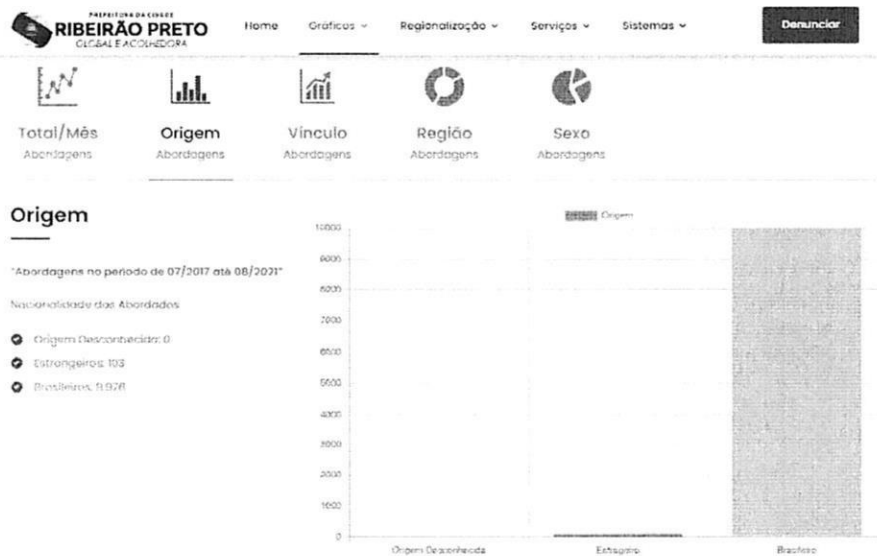 PREFEITURA DA CIDADE
RIBEIRÃO PRETO
GLOBAL E ACOLHEDORA
Home
Gráficos
Regionalização
Serviços
Sistemas
Denunciar
Total/Mês
Abordagens
Origem
Abordagens
Vínculo
Abordagens
Região
Abordagens
Sexo
Abordagens
Origem
"Abordagens no período de 07/2017 até 08/2021"
Nacionalidade dos Abordados
Origem Desconhecida: 0
Estrangeiros: 103
Brasileiros:
Origem
10000
9000
8000
7000
6000
5000
4000
3000
2000
1000
0
Origem Desconhecida
Brasileiro